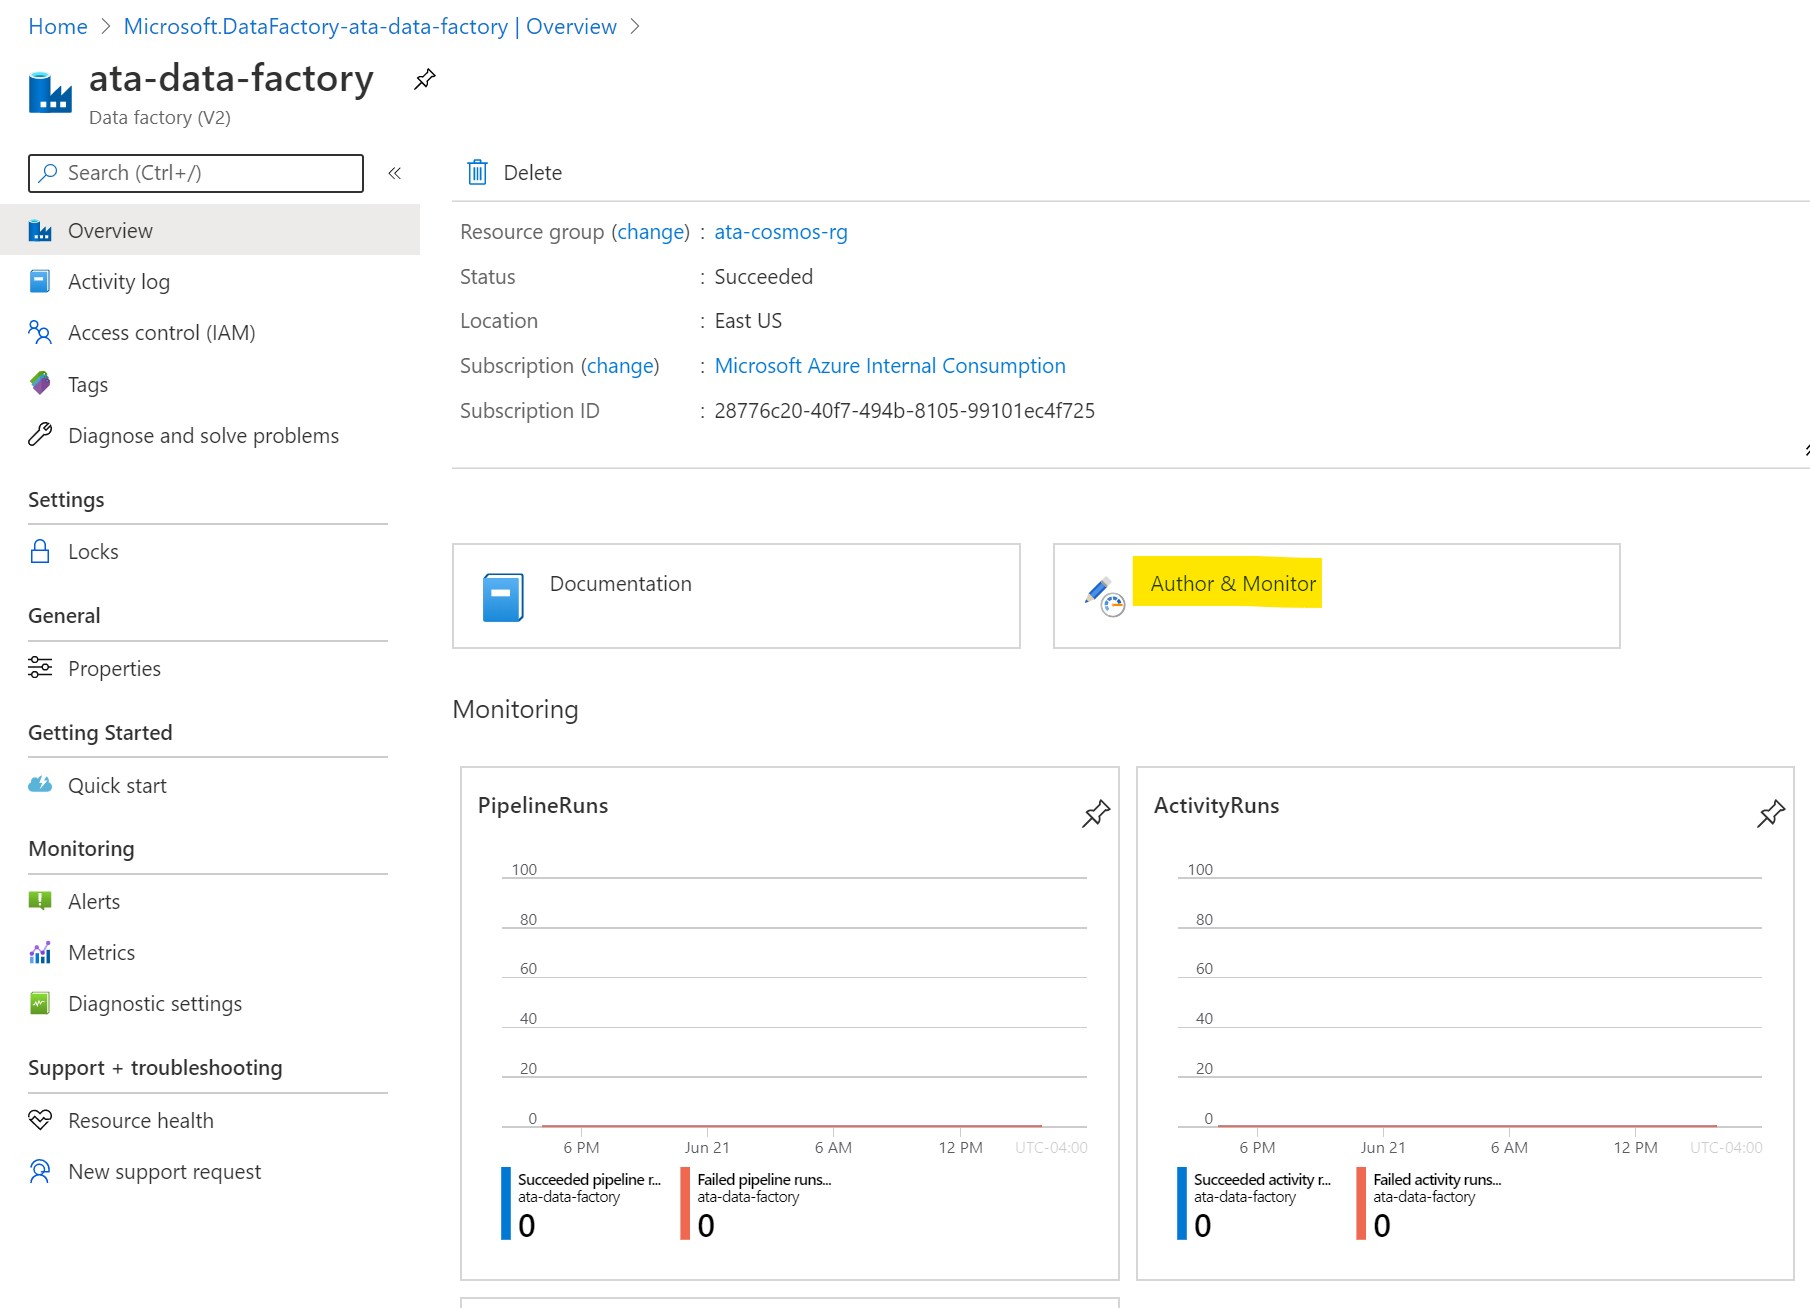 Home > Microsoft.DataFactory-ata-data-factory | Overview >
ata-data-factory
Data factory (V2)
Search (Ctrl+/)
«
Overview
Activity log
Access control (IAM)
Tags
Diagnose and solve problems
Settings
Locks
General
Properties
Getting Started
Quick start
Monitoring
Alerts
Metrics
Diagnostic settings
Support + troubleshooting
Resource health
New support request
Delete
Resource group (change) : ata-cosmos-rg
Status : Succeeded
Location : East US
Subscription (change) : Microsoft Azure Internal Consumption
Subscription ID : 28776c20-40f7-494b-8105-99101ec4f725
Documentation
Author & Monitor
Monitoring
PipelineRuns
100
80
60
40
20
0
6 PM Jun 21 6 AM 12 PM UTC-04:00
Succeeded pipeline r...
ata-data-factory
0
Failed pipeline runs...
ata-data-factory
0
ActivityRuns
100
80
60
40
20
0
6 PM Jun 21 6 AM 12 PM UTC-04:00
Succeeded activity r...
ata-data-factory
0
Failed activity runs...
ata-data-factory
0